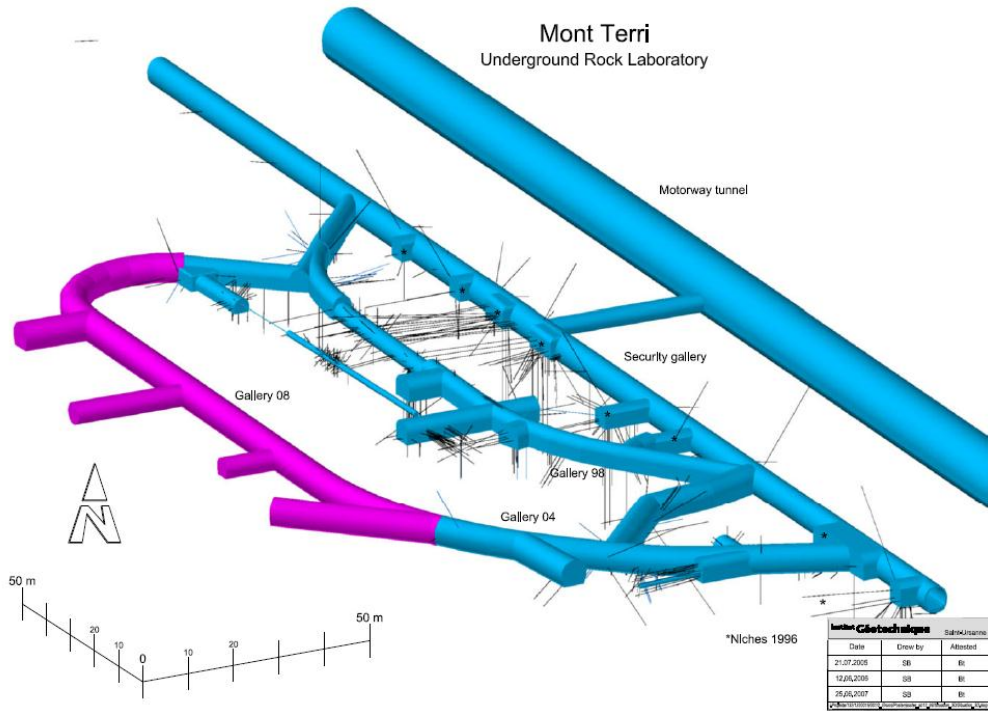 Mont Terri
Underground Rock Laboratory
Motorway tunnel
Security gallery
Gallery 08
Gallery 98
Gallery 04
N
50 m
20
10
0
20
50 m
*Niches 1996
Institut Géotechnique Saint-Ursanne
Date Drew by Attested
21.07.2005 SB Bt
12.06.2006 SB Bt
25.06.2007 SB Bt